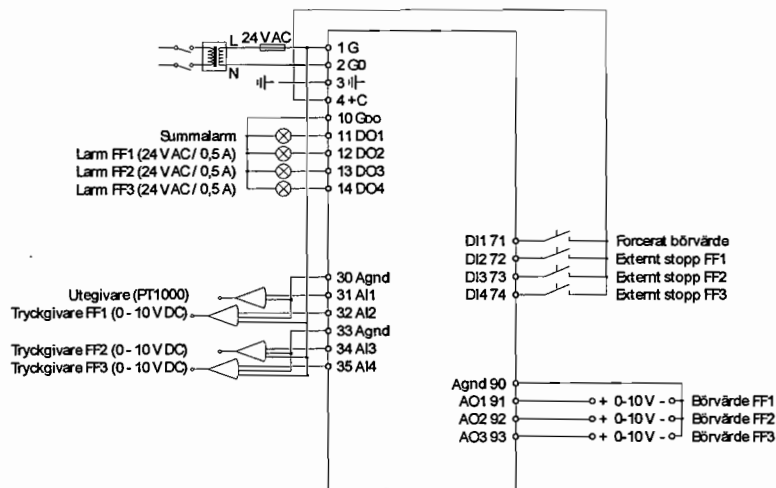 L 24 VAC
N
1 G
2 G0
3
4 +C
10 Gdo
Summalarm 11 DO1
Larm FF1 (24 VAC / 0,5 A) 12 DO2
Larm FF2 (24 VAC / 0,5 A) 13 DO3
Larm FF3 (24 VAC / 0,5 A) 14 DO4
DI1 71 Forcerat börvärde
DI2 72 Externt stopp FF1
DI3 73 Externt stopp FF2
DI4 74 Externt stopp FF3
30 Agnd
Utegivare (PT1000) 31 AI1
Tryckgivare FF1 (0 - 10 V DC) 32 AI2
33 Agnd
Tryckgivare FF2 (0 - 10 V DC) 34 AI3
Tryckgivare FF3 (0 - 10 V DC) 35 AI4
Agnd 90
AO1 91 + 0-10 V - Börvärde FF1
AO2 92 + 0-10 V - Börvärde FF2
AO3 93 + 0-10 V - Börvärde FF3